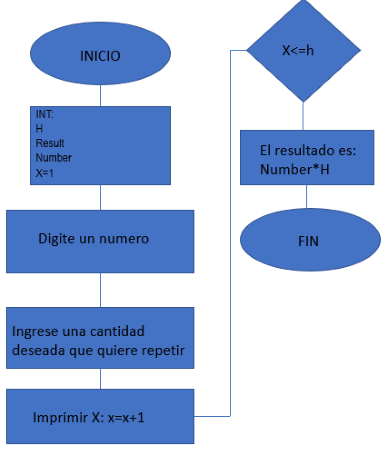 INICIO
INT:
H
Result
Number
X=1
Digite un numero
Ingrese una cantidad
deseada que quiere repetir
Imprimir X: x=x+1
X<=h
El resultado es:
Number*H
FIN